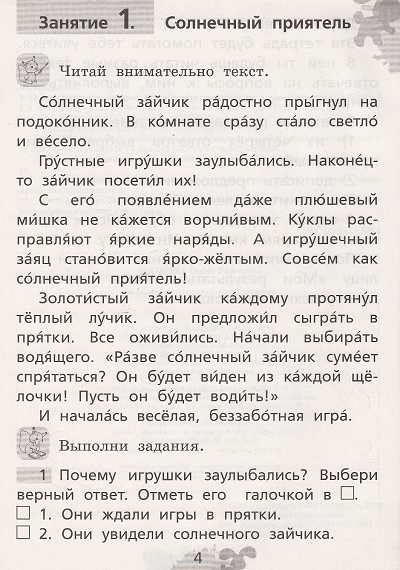 Занятие 1. Солнечный приятель
Читай внимательно текст.
Со́лнечный за́йчик ра́достно пры́гнул на
подоко́нник. В ко́мнате сра́зу ста́ло светло́
и ве́село.
Гру́стные игру́шки заулыба́лись. Наконе́ц-
то за́йчик посети́л их!
С его́ появле́нием да́же плю́шевый
ми́шка не ка́жется ворчли́вым. Ку́клы рас-
правля́ют я́ркие наря́ды. А игру́шечный
за́яц стано́вится ярко-жёлтым. Совсе́м как
со́лнечный прия́тель!
Золоти́стый за́йчик ка́ждому протяну́л
тёплый лу́чик. Он предложи́л сыгра́ть в
пря́тки. Все оживи́лись. На́чали выбира́ть
водя́щего. «Ра́зве со́лнечный за́йчик суме́ет
спря́таться? Он бу́дет ви́ден из ка́ждой щё-
лочки! Пусть он бу́дет води́ть!»
И начала́сь весёлая, беззабо́тная игра́.
Выполни задания.
1 Почему игрушки заулыбались? Выбери
верный ответ. Отметь его галочкой в □.
□ 1. Они ждали игры в прятки.
□ 2. Они увидели солнечного зайчика.
4